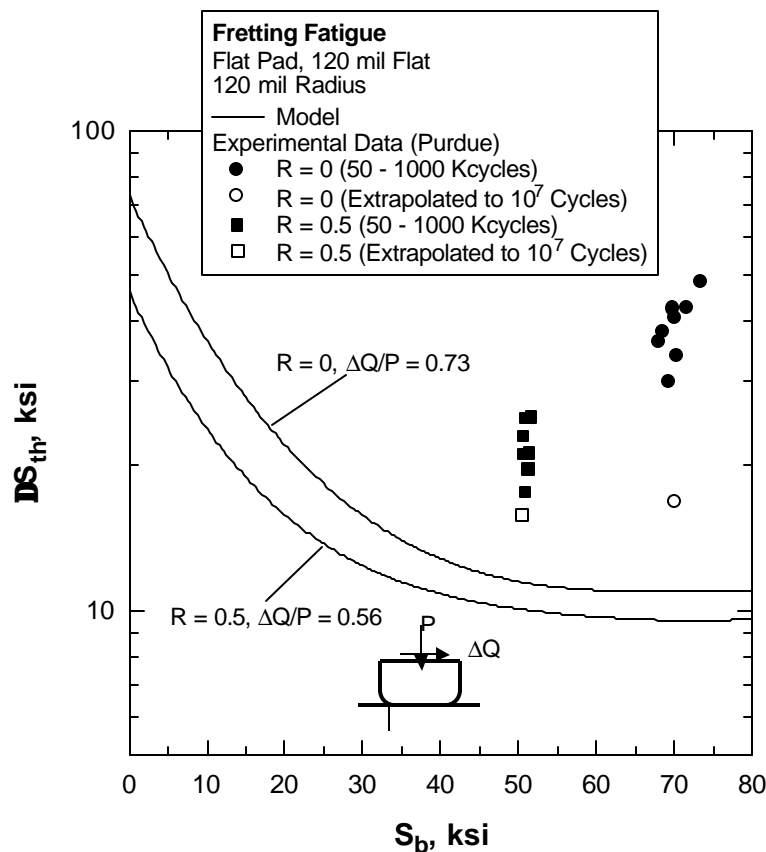 Fretting Fatigue
Flat Pad, 120 mil Flat
120 mil Radius
Model
Experimental Data (Purdue)
R = 0 (50 - 1000 Kcycles)
R = 0 (Extrapolated to 10^7 Cycles)
R = 0.5 (50 - 1000 Kcycles)
R = 0.5 (Extrapolated to 10^7 Cycles)
100
R = 0, ΔQ/P = 0.73
DS_th, ksi
10
R = 0.5, ΔQ/P = 0.56
P
ΔQ
0 10 20 30 40 50 60 70 80
S_b, ksi